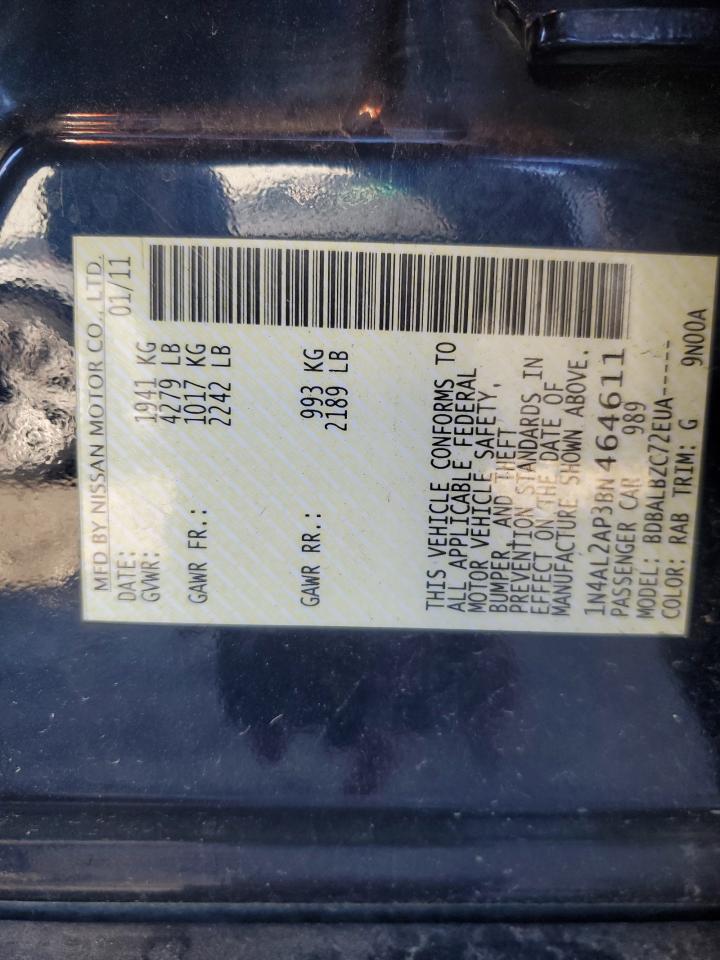 MFD BY NISSAN MOTOR CO., LTD.
DATE: 01/11
GVWR: 1941 KG
4279 LB
GAWR FR.: 1017 KG
2242 LB
GAWR RR.: 993 KG
2189 LB
THIS VEHICLE CONFORMS TO
ALL APPLICABLE FEDERAL
MOTOR VEHICLE SAFETY,
BUMPER AND THEFT
PREVENTION STANDARDS IN
EFFECT ON THE DATE OF
MANUFACTURE SHOWN ABOVE.
1N4AL2AP3BN464611
PASSENGER CAR 989
MODEL: BDBALBZC72EUA-----
COLOR: RAB TRIM: G 9N00A